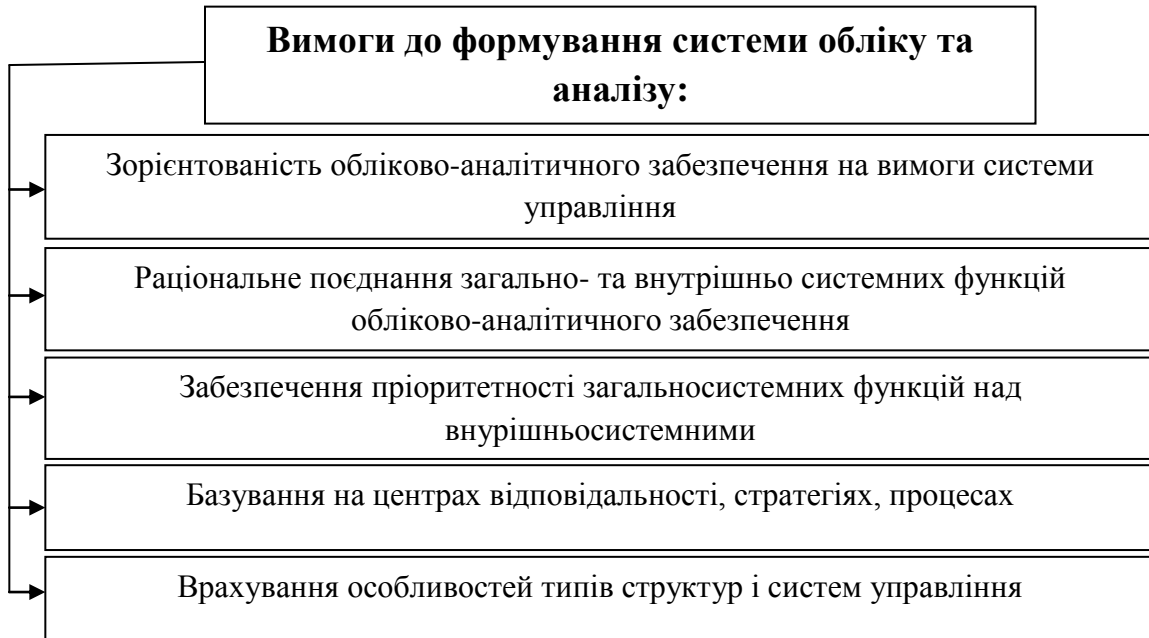 Вимоги до формування системи обліку та
аналізу:
Зорієнтованість обліково-аналітичного забезпечення на вимоги системи
управління
Раціональне поєднання загально- та внутрішньо системних функцій
обліково-аналітичного забезпечення
Забезпечення пріоритетності загальносистемних функцій над
внурішньосистемними
Базування на центрах відповідальності, стратегіях, процесах
Врахування особливостей типів структур і систем управління